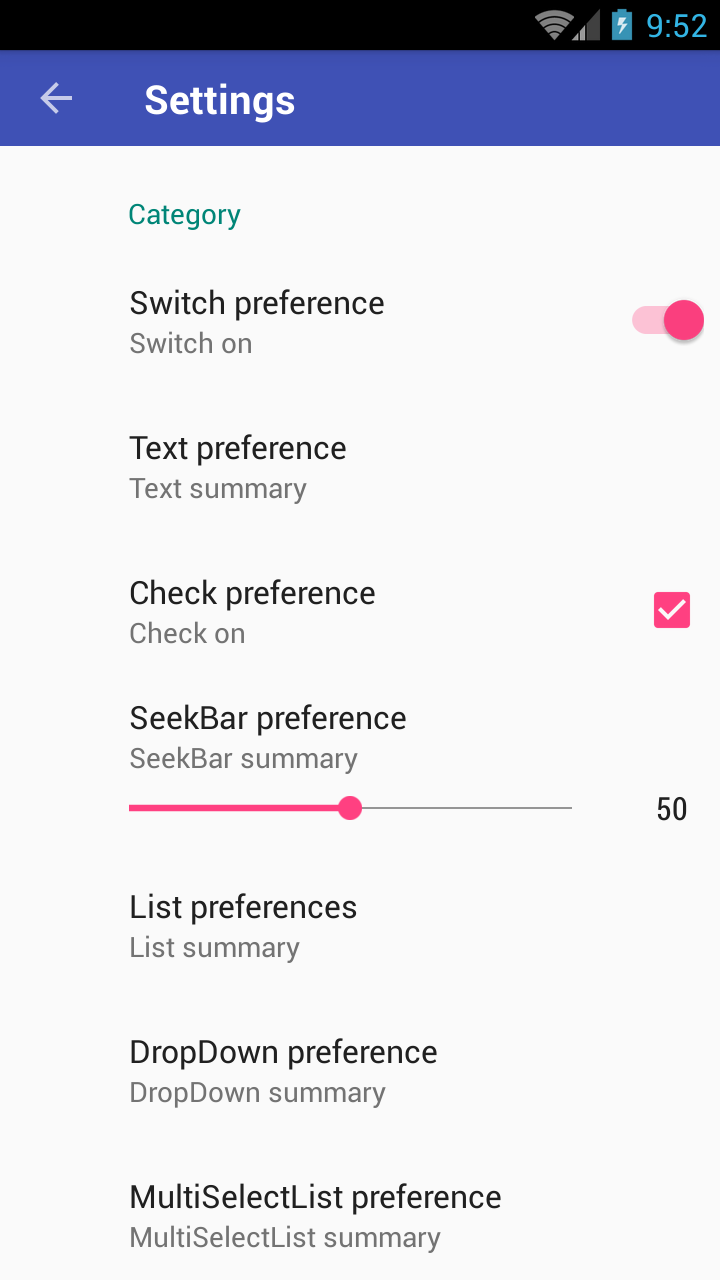 9:52
Settings
Category
Switch preference
Switch on
Text preference
Text summary
Check preference
Check on
SeekBar preference
SeekBar summary
50
List preferences
List summary
DropDown preference
DropDown summary
MultiSelectList preference
MultiSelectList summary